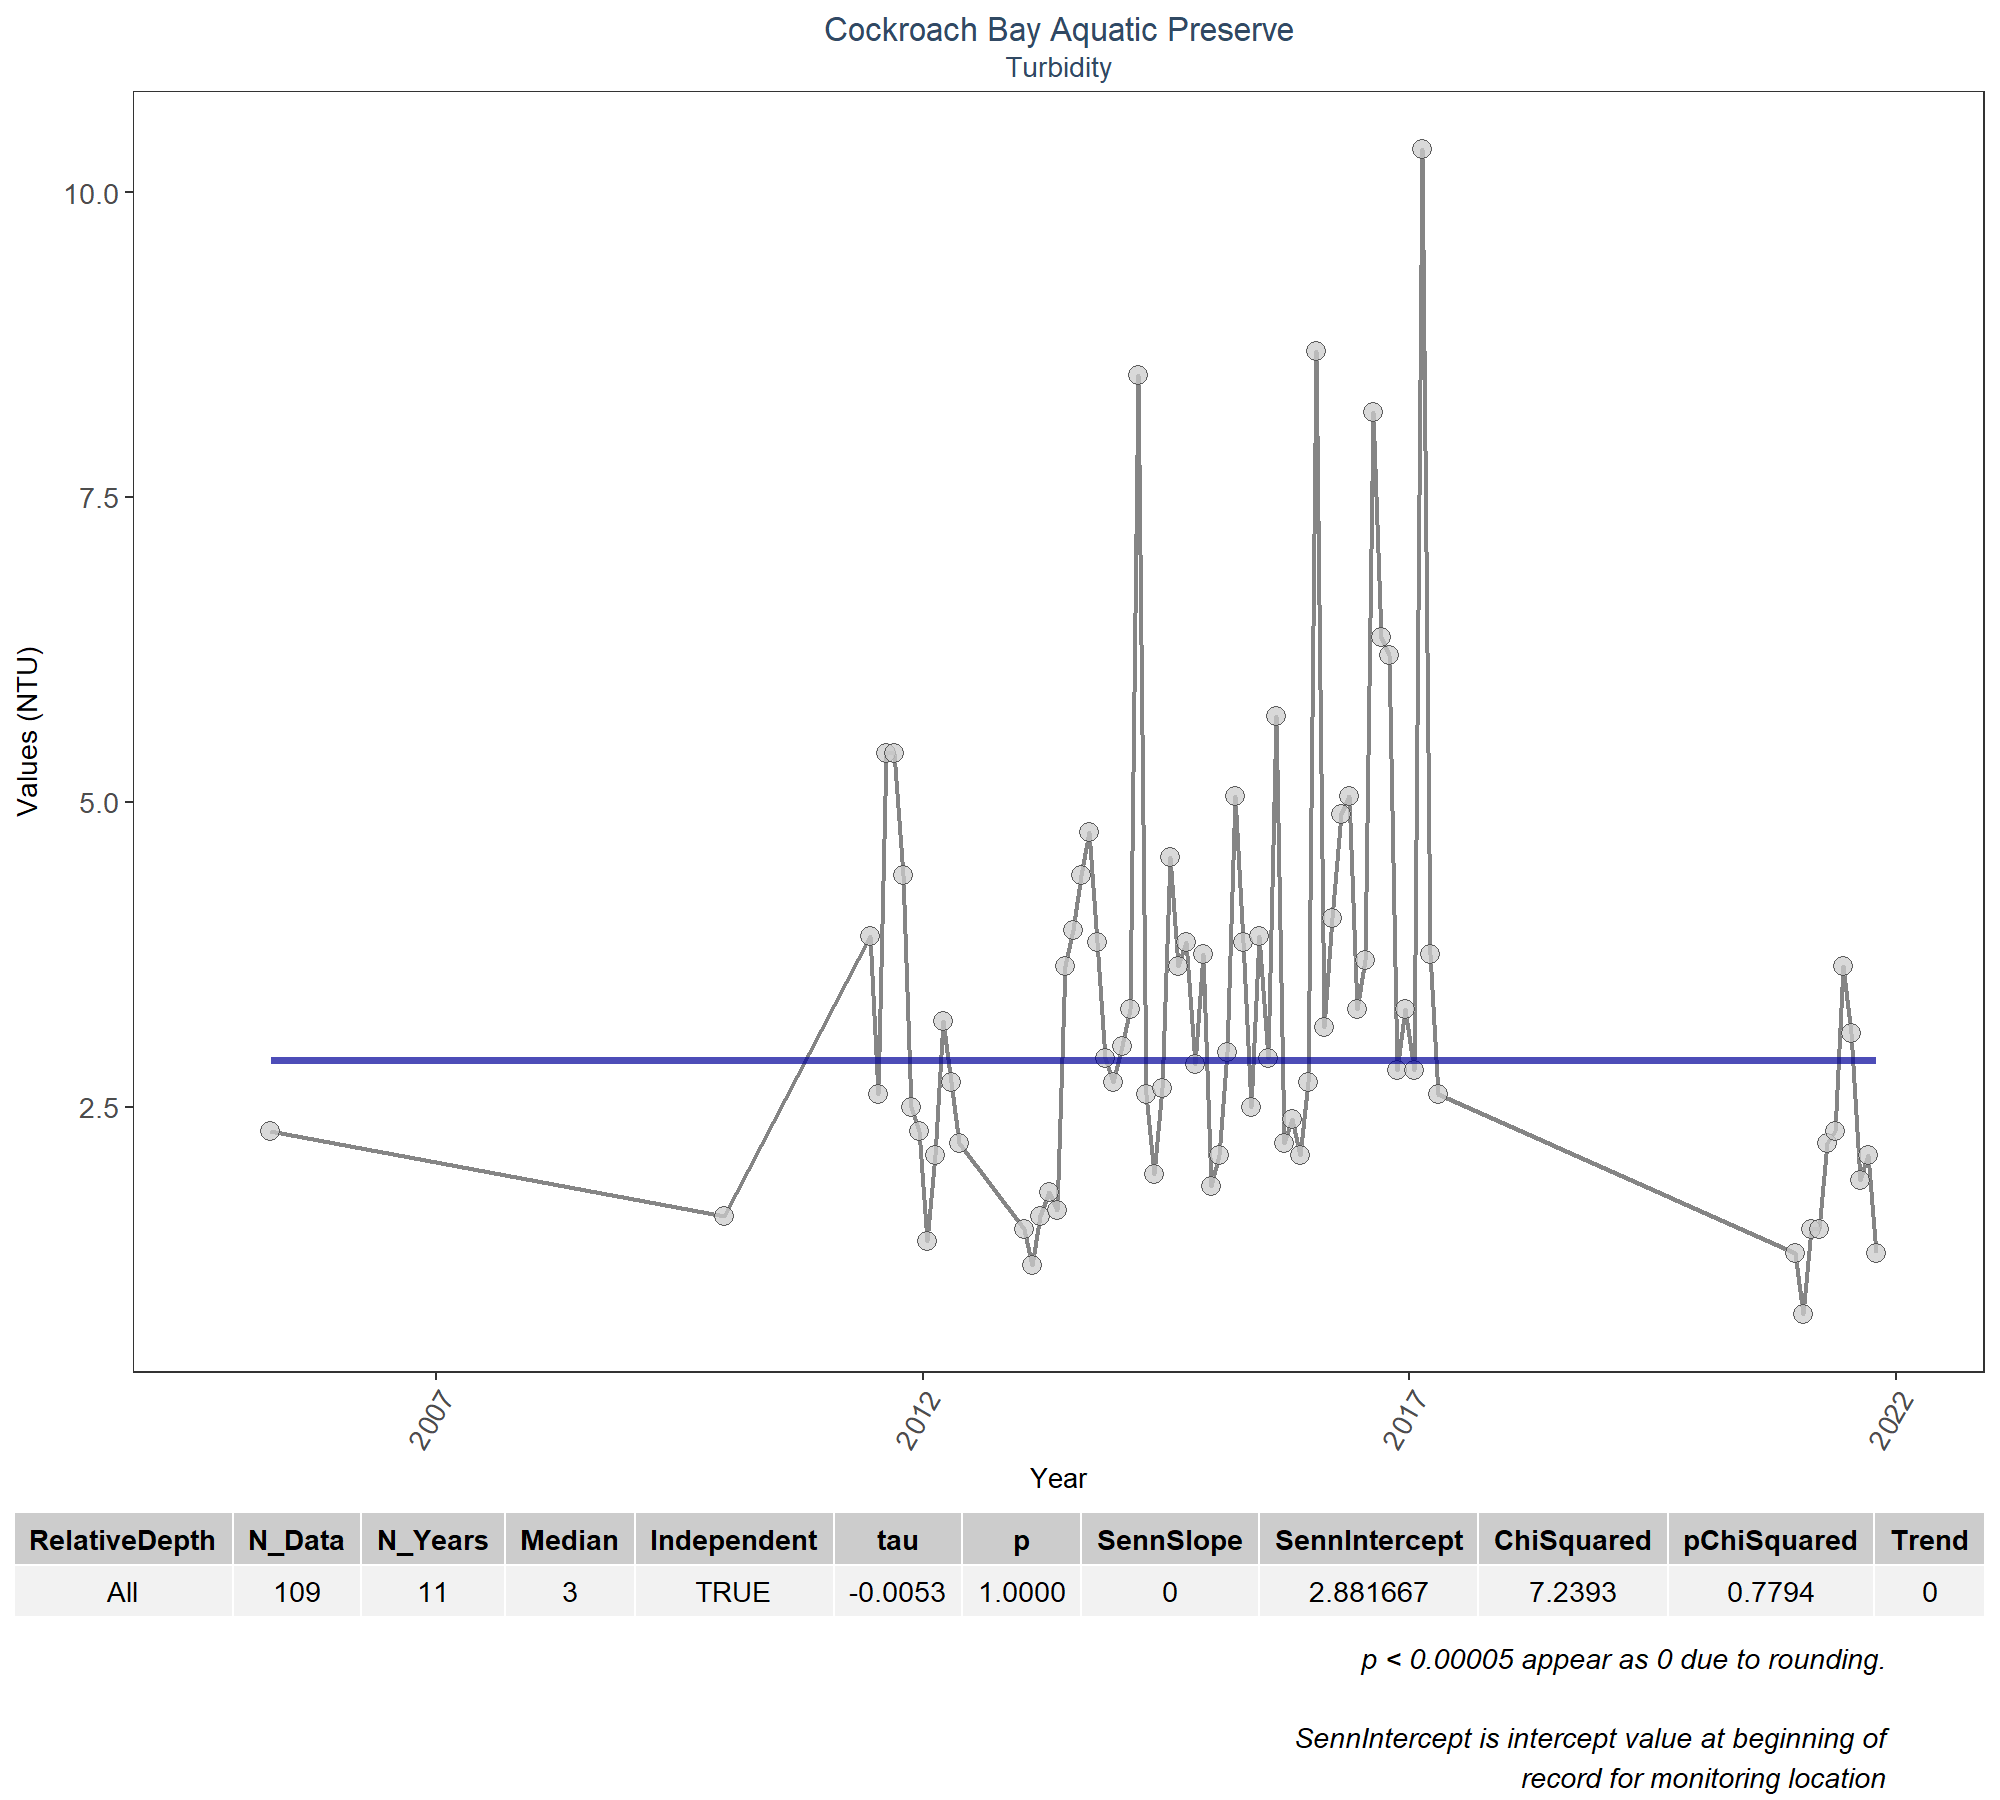 Cockroach Bay Aquatic Preserve
Turbidity
10.0
7.5
5.0
2.5
Values (NTU)
2007 2012 2017 2022
Year
RelativeDepth N_Data N_Years Median Independent tau p SennSlope SennIntercept ChiSquared pChiSquared Trend
All 109 11 3 TRUE -0.0053 1.0000 0 2.881667 7.2393 0.7794 0
p < 0.00005 appear as 0 due to rounding.
SennIntercept is intercept value at beginning of
record for monitoring location